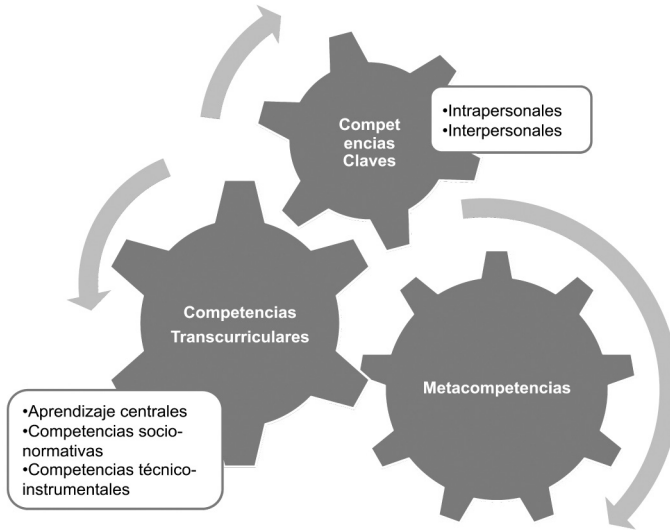 Compet
encias
Claves
•Intrapersonales
•Interpersonales
Competencias
Transcurriculares
•Aprendizaje centrales
•Competencias socio-
normativas
•Competencias técnico-
instrumentales
Metacompetencias